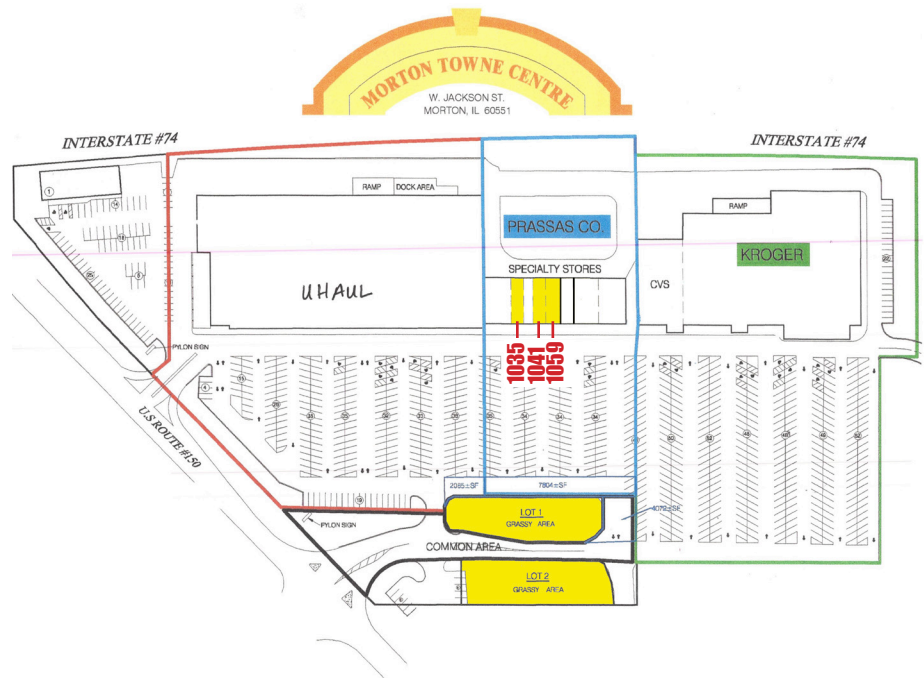 MORTON TOWNE CENTRE
W. JACKSON ST.
MORTON, IL 60551
INTERSTATE #74
INTERSTATE #74
RAMP
DOCK AREA
RAMP
PRASSAS CO.
KROGER
SPECIALTY STORES
CVS
UHAUL
1035
1041
1059
PYLON SIGN
U.S ROUTE #150
2085±SF
7804±SF
4072±SF
LOT 1
GRASSY AREA
PYLON SIGN
COMMON AREA
LOT 2
GRASSY AREA